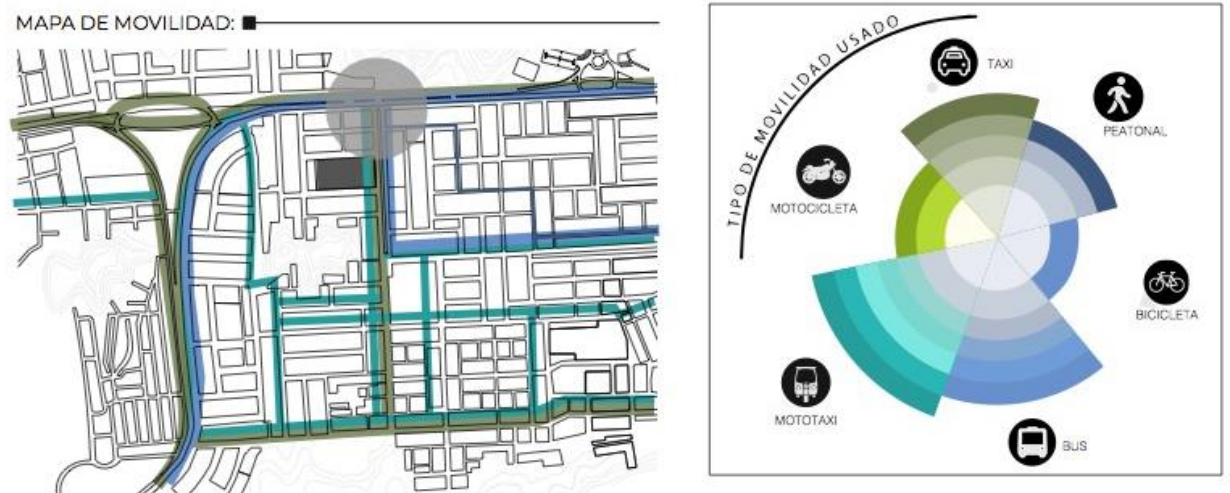 MAPA DE MOVILIDAD:
TIPO DE MOVILIDAD USADO
TAXI
PEATONAL
MOTOCICLETA
BICICLETA
MOTOTAXI
BUS